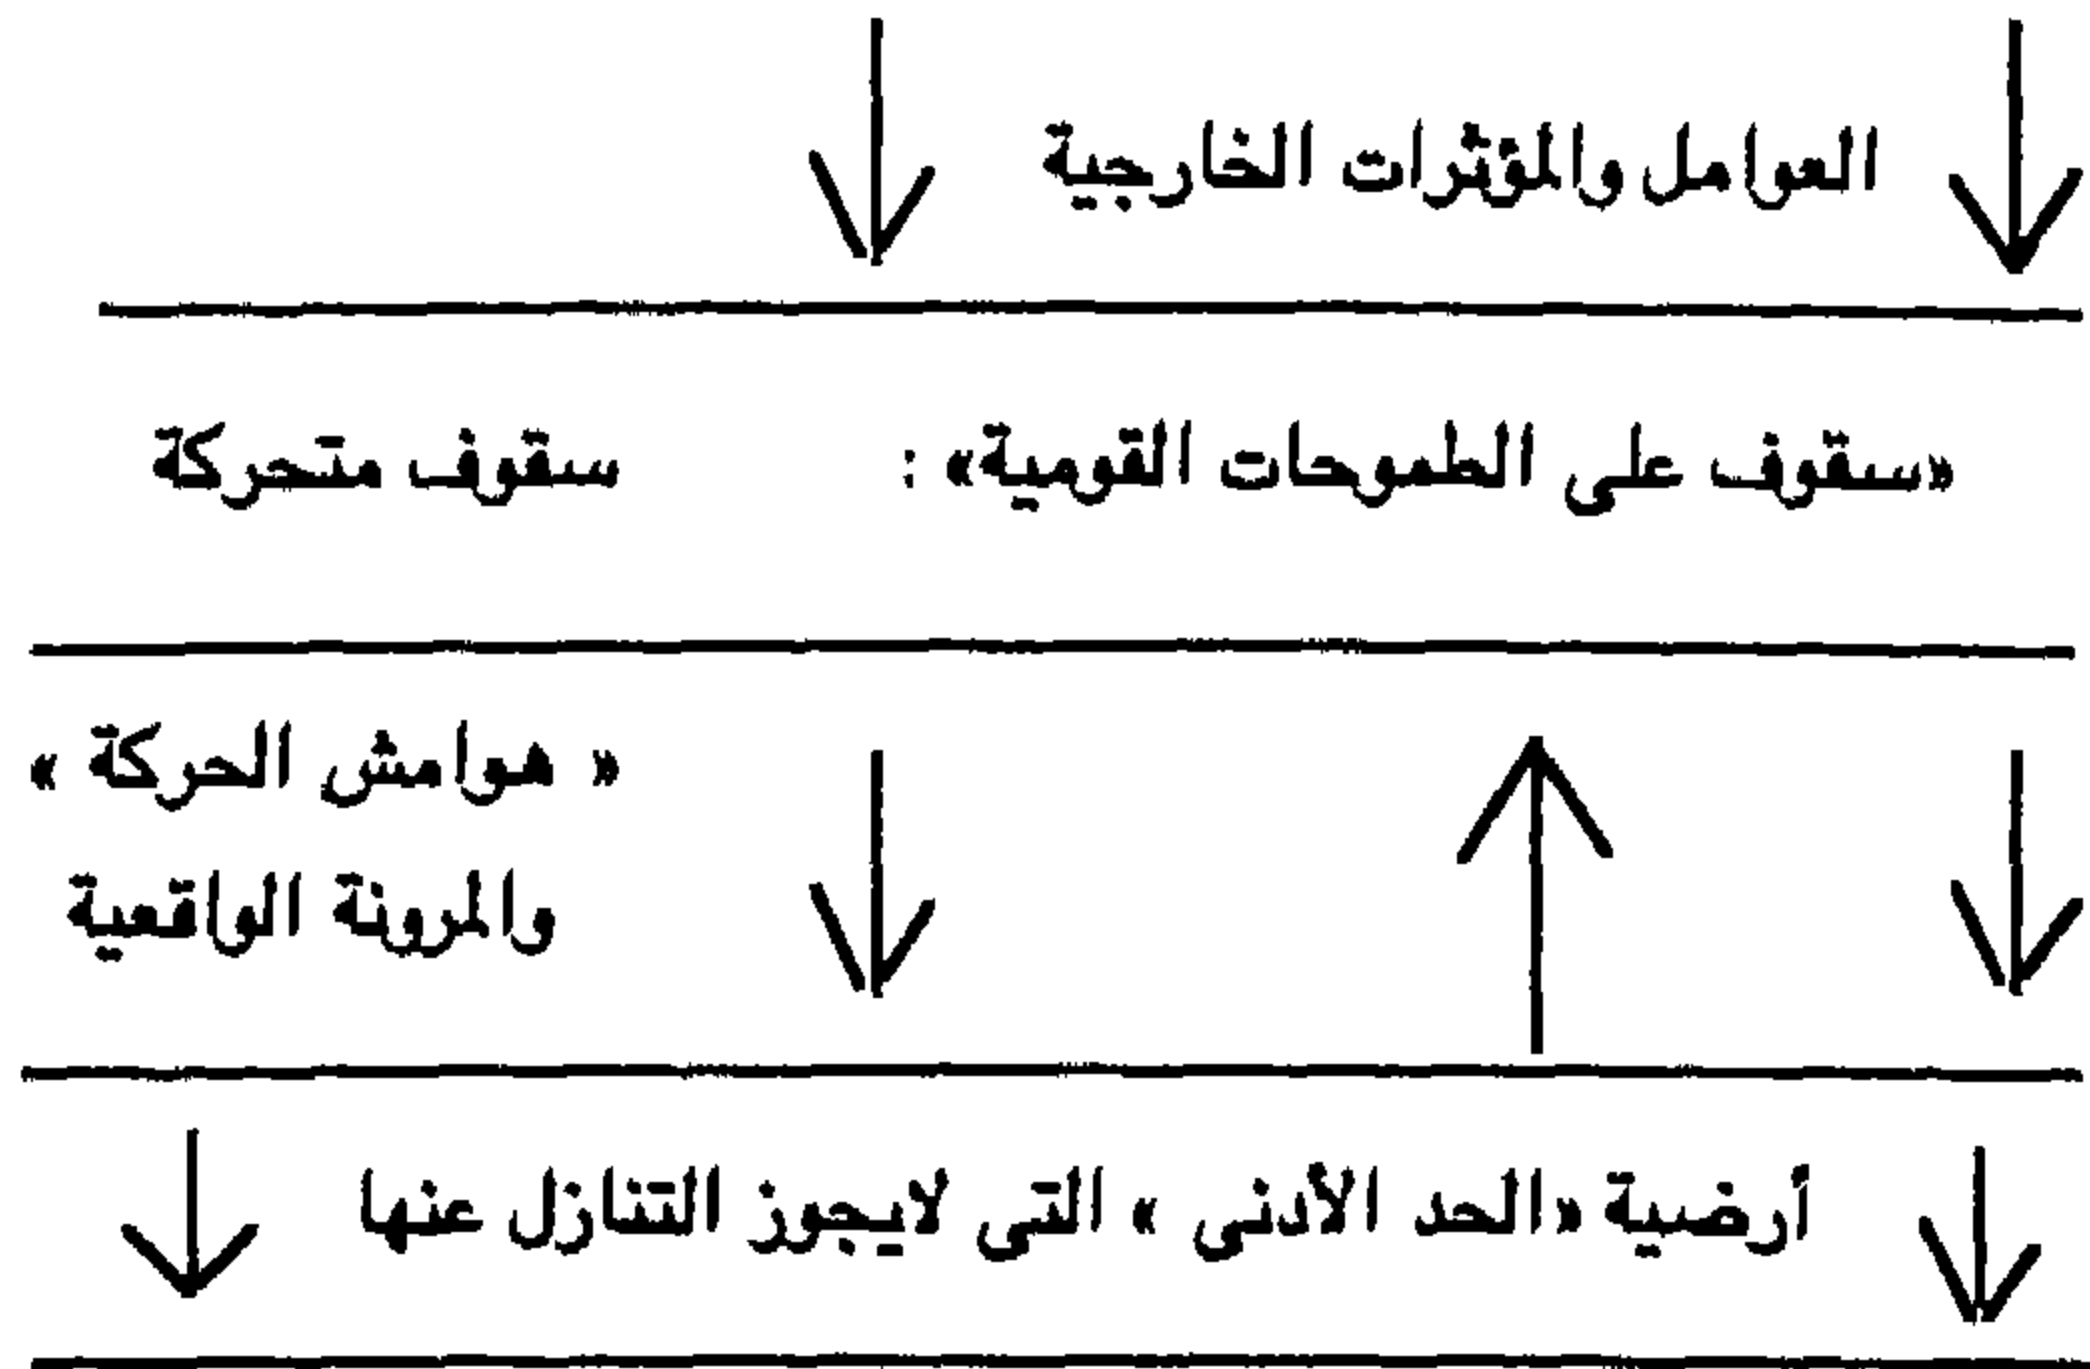 العوامل والمؤثرات الخارجية
«سقوف على الطموحات القومية» : سقوف متحركة
« هوامش الحركة »
والمرونة الواقعية
أرضية «الحد الأدنى » التى لايجوز التنازل عنها